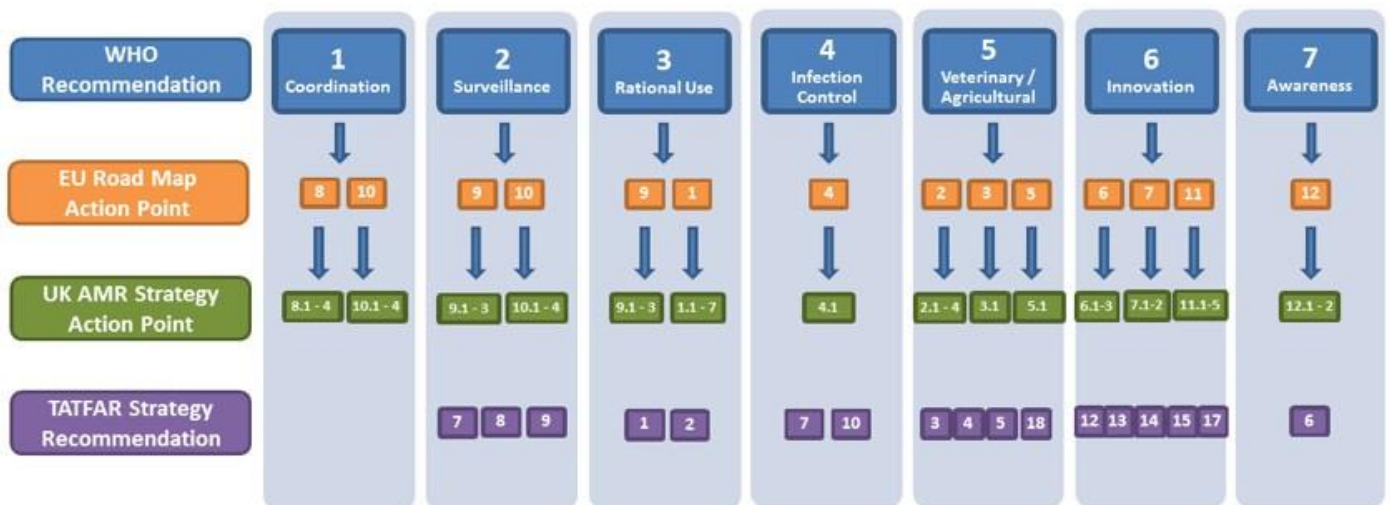 WHO
Recommendation
1
Coordination
2
Surveillance
3
Rational Use
4
Infection
Control
5
Veterinary /
Agricultural
6
Innovation
7
Awareness
EU Road Map
Action Point
8 10
9 10
9 1
4
2 3 5
6 7 11
12
UK AMR Strategy
Action Point
8.1 - 4 10.1 - 4
9.1 - 3 10.1 - 4
9.1 - 3 1.1 - 7
4.1
2.1 - 4 3.1 5.1
6.1-3 7.1-2 11.1-5
12.1 - 2
TATFAR Strategy
Recommendation
7 8 9
1 2
7 10
3 4 5 18
12 13 14 15 17
6